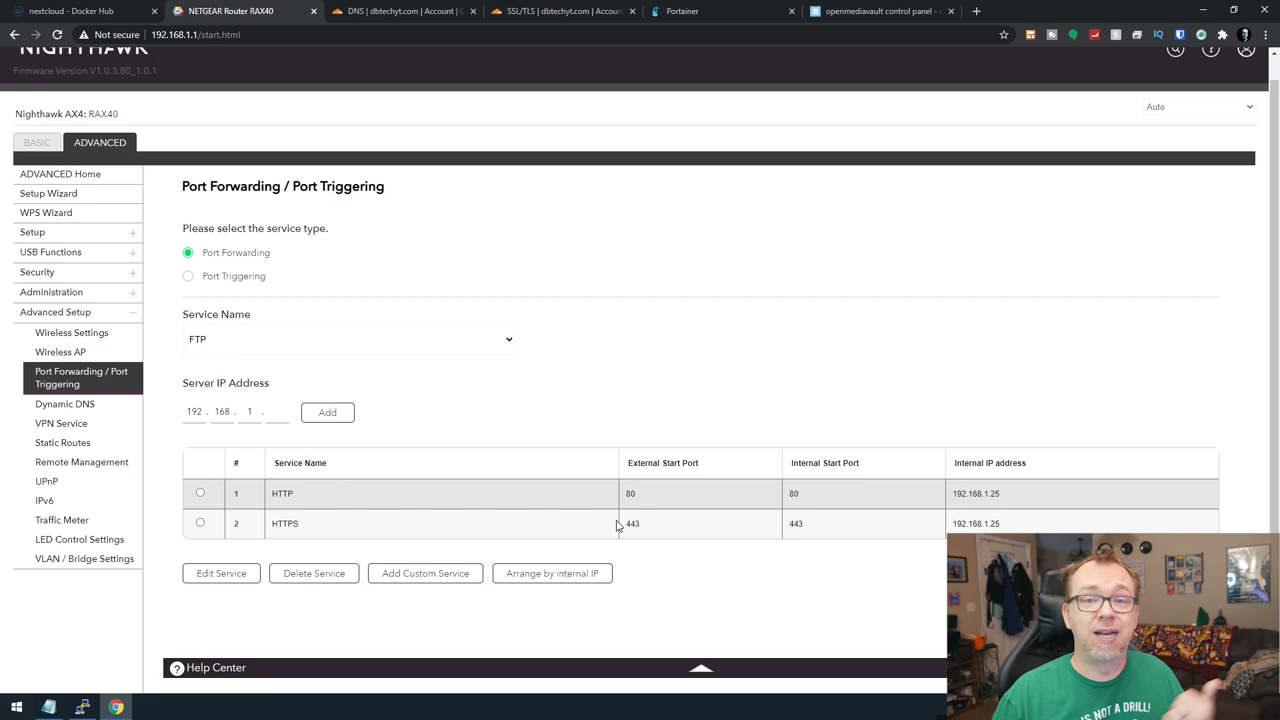 nextcloud - Docker Hub
NETGEAR Router RAX40
DNS | dbtechyt.com | Account | C
SSL/TLS | dbtechyt.com | Accoun
Portainer
openmediavault control panel -
Not secure | 192.168.1.1/start.html
NIGHTHAWK
Firmware Version V1.0.3.80_1.0.1
Nighthawk AX4: RAX40
Auto
BASIC
ADVANCED
ADVANCED Home
Setup Wizard
WPS Wizard
Setup
USB Functions
Security
Administration
Advanced Setup
Wireless Settings
Wireless AP
Port Forwarding / Port
Triggering
Dynamic DNS
VPN Service
Static Routes
Remote Management
UPnP
IPv6
Traffic Meter
LED Control Settings
VLAN / Bridge Settings
Port Forwarding / Port Triggering
Please select the service type.
Port Forwarding
Port Triggering
Service Name
FTP
Server IP Address
192 . 168 . 1 .
Add
# Service Name External Start Port Internal Start Port Internal IP address
1 HTTP 80 80 192.168.1.25
2 HTTPS 443 443 192.168.1.25
Edit Service
Delete Service
Add Custom Service
Arrange by internal IP
? Help Center
IS NOT A DRILL!